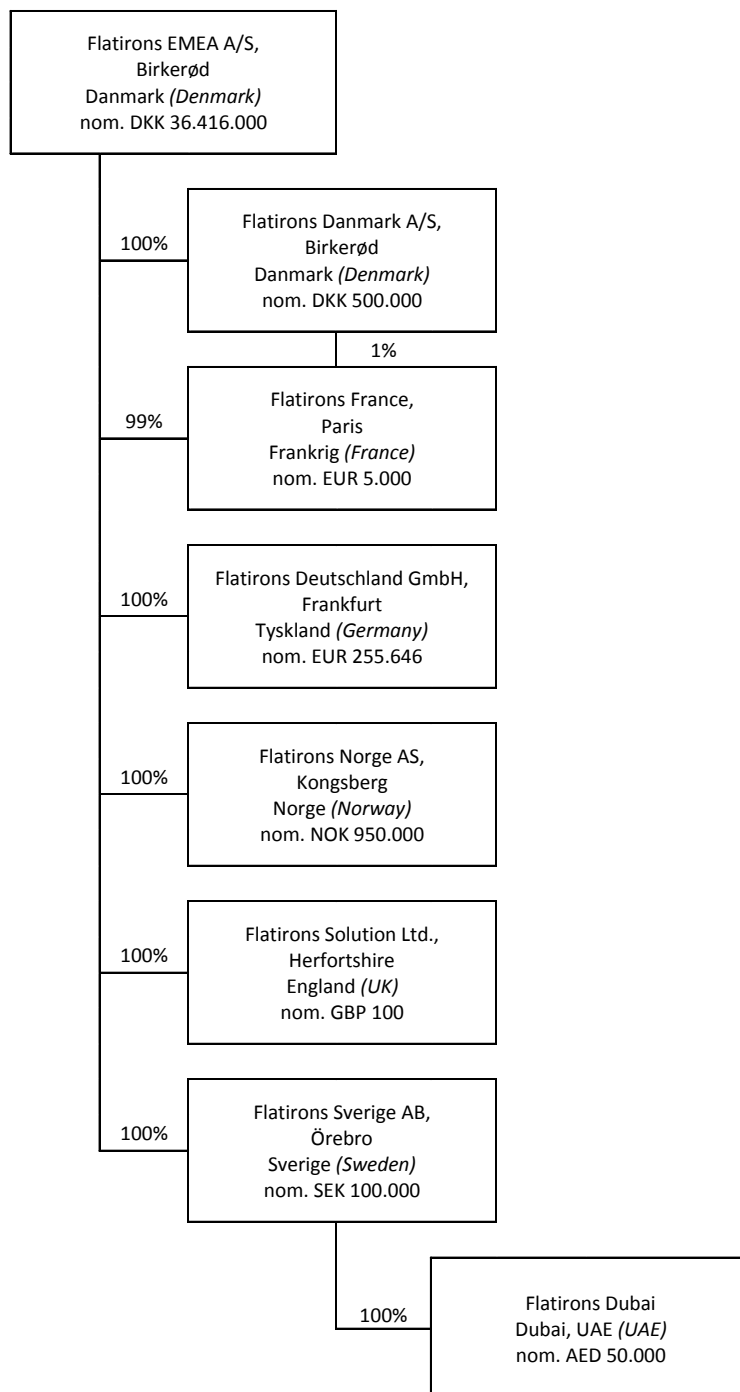 Flatirons EMEA A/S,
Birkerød
Danmark (Denmark)
nom. DKK 36.416.000
100%
Flatirons Danmark A/S,
Birkerød
Danmark (Denmark)
nom. DKK 500.000
1%
99%
Flatirons France,
Paris
Frankrig (France)
nom. EUR 5.000
100%
Flatirons Deutschland GmbH,
Frankfurt
Tyskland (Germany)
nom. EUR 255.646
100%
Flatirons Norge AS,
Kongsberg
Norge (Norway)
nom. NOK 950.000
100%
Flatirons Solution Ltd.,
Herfortshire
England (UK)
nom. GBP 100
100%
Flatirons Sverige AB,
Örebro
Sverige (Sweden)
nom. SEK 100.000
100%
Flatirons Dubai
Dubai, UAE (UAE)
nom. AED 50.000